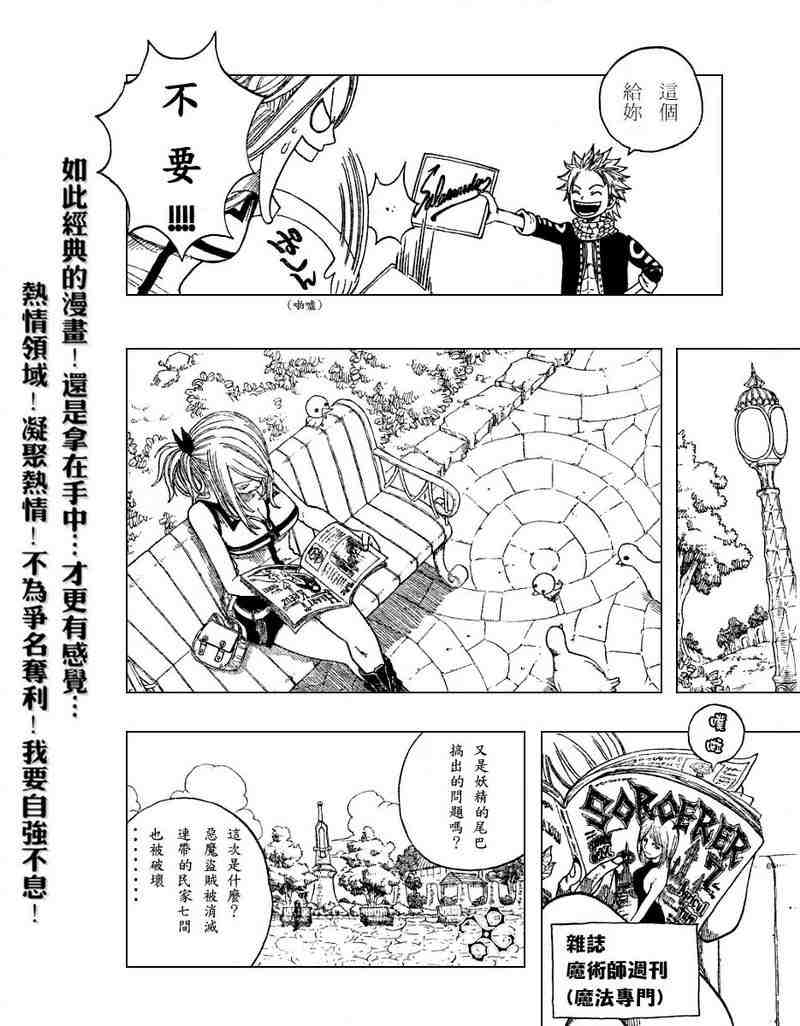 這個
給妳
Salamander
不要!!!!
(啪噓)
噗哧
SORCERER
雜誌
魔術師週刊
(魔法專門)
又是妖精的尾巴
搞出的問題嗎?
這次是什麼?
惡魔盜賊被消滅
連帶的民家七間
也被破壞
⋯⋯⋯
如此經典的漫畫!還是拿在手中⋯才更有感覺⋯
熱情領域!凝聚熱情!不為爭名奪利!我要自強不息!